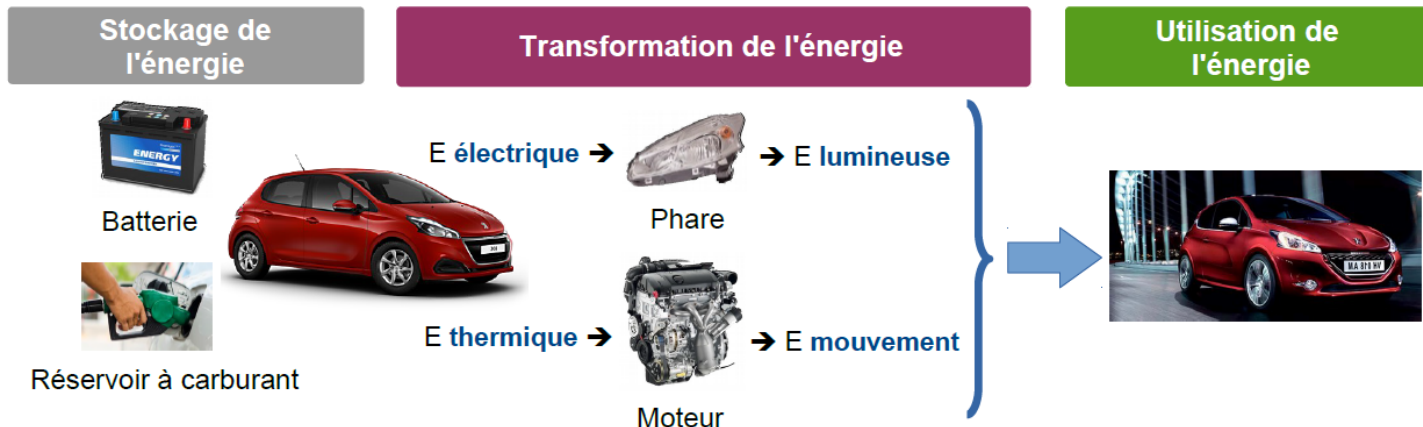 Stockage de
l'énergie
Transformation de l'énergie
Utilisation de
l'énergie
ENERGY
Batterie
E électrique ➔
➔ E lumineuse
Phare
Réservoir à carburant
E thermique ➔
➔ E mouvement
Moteur